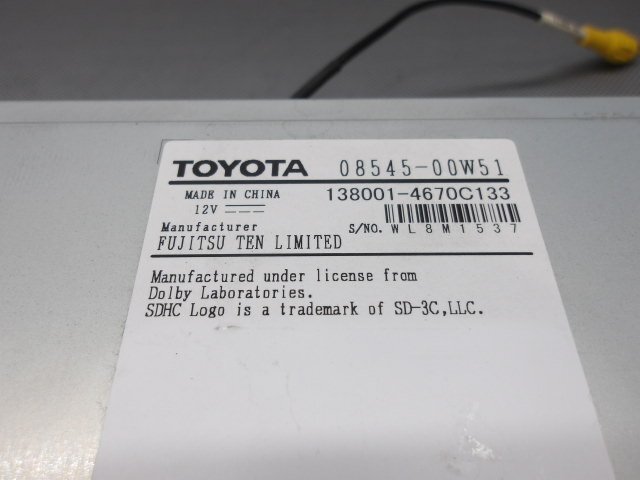 TOYOTA 08545-00W51
MADE IN CHINA 138001-4670C133
12V
Manufacturer S/NO. WL8M1537
FUJITSU TEN LIMITED
Manufactured under license from
Dolby Laboratories.
SDHC Logo is a trademark of SD-3C,LLC.